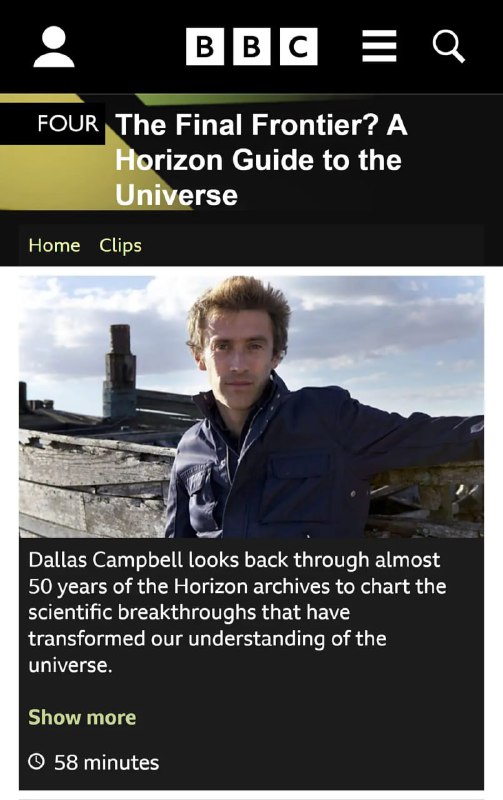 BBC
FOUR
The Final Frontier? A
Horizon Guide to the
Universe
Home Clips
Dallas Campbell looks back through almost
50 years of the Horizon archives to chart the
scientific breakthroughs that have
transformed our understanding of the
universe.
Show more
58 minutes